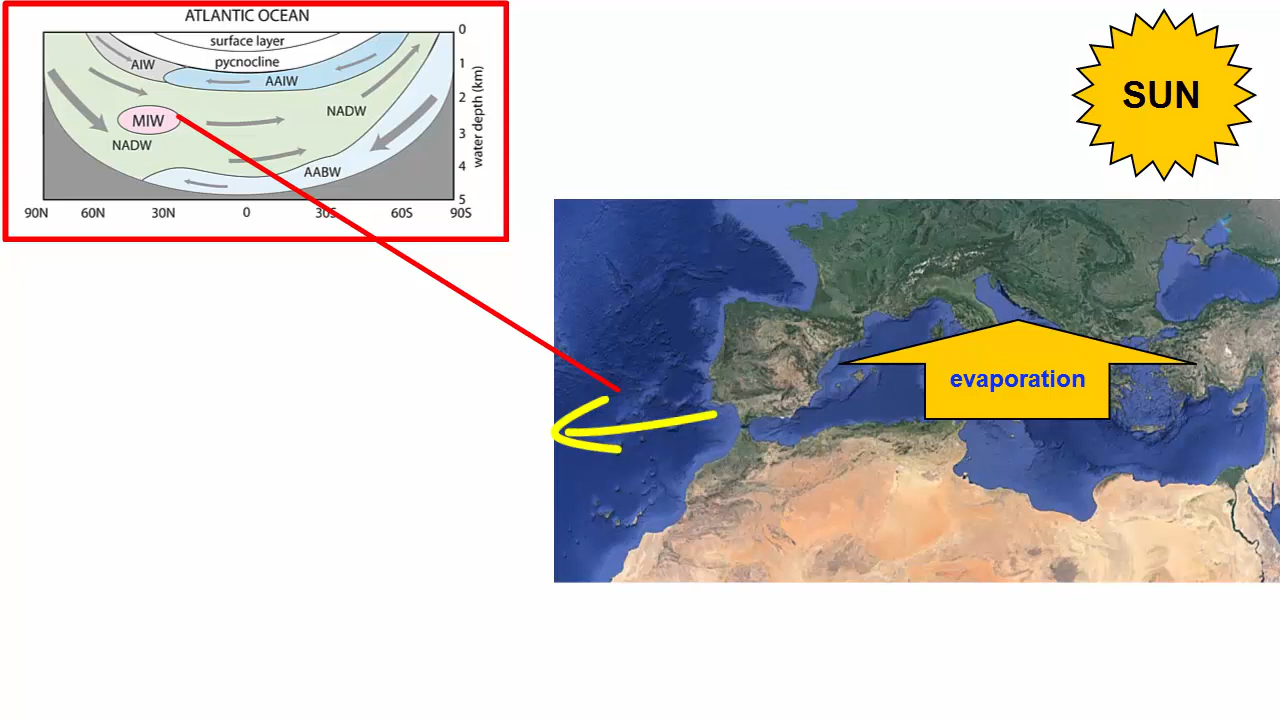 ATLANTIC OCEAN
surface layer
pycnocline
AIW
AAIW
MIW
NADW
NADW
AABW
0
1
2
3
4
5
water depth (km)
90N 60N 30N 0 30S 60S 90S
SUN
evaporation